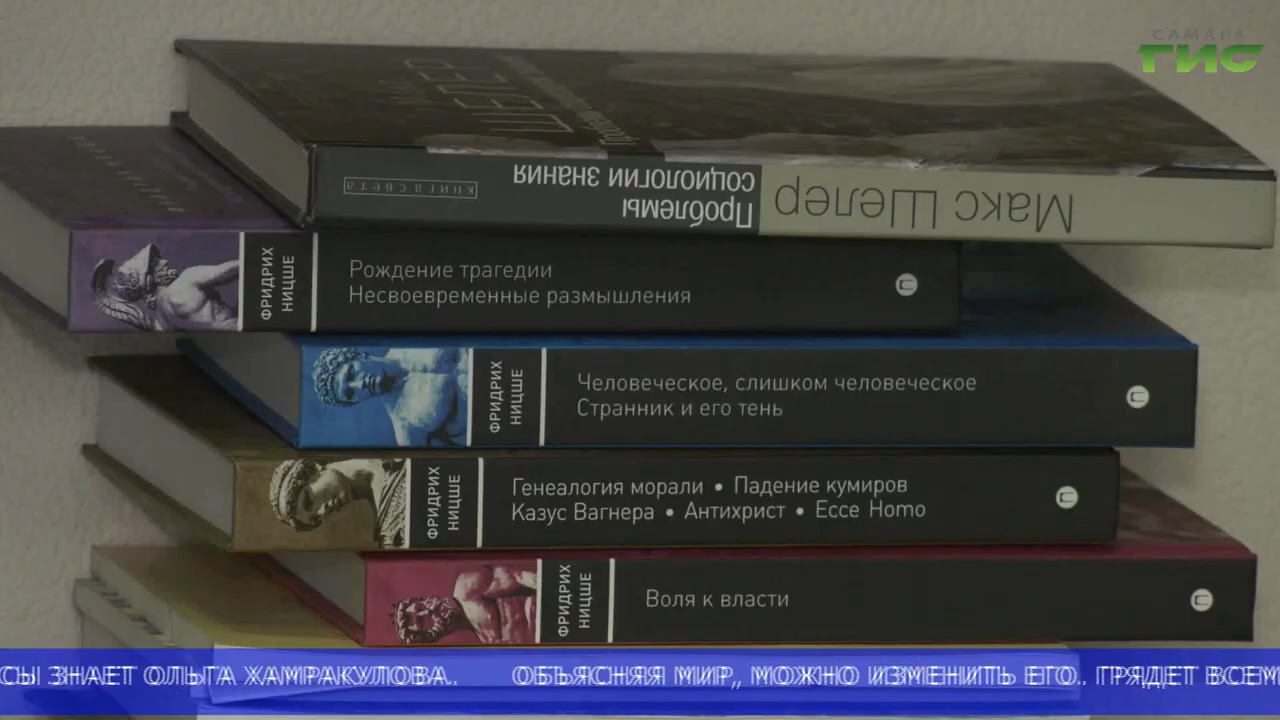 САМАРА
ГИС
Макс Шелер
Проблемы
социологии знания
книга света
ФРИДРИХ
НИЦШЕ
Рождение трагедии
Несвоевременные размышления
ФРИДРИХ
НИЦШЕ
Человеческое, слишком человеческое
Странник и его тень
ФРИДРИХ
НИЦШЕ
Генеалогия морали • Падение кумиров
Казус Вагнера • Антихрист • Ecce Homo
ФРИДРИХ
НИЦШЕ
Воля к власти
СЫ ЗНАЕТ ОЛЬГА ХАМРАКУЛОВА. ОБЪЯСНЯЯ МИР, МОЖНО ИЗМЕНИТЬ ЕГО. ГРЯДЕТ ВСЕМ